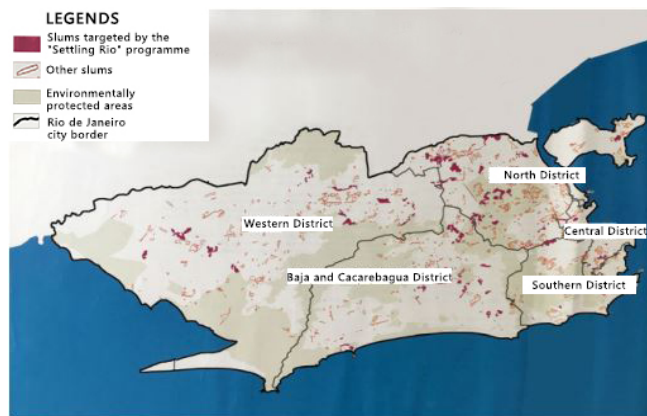 LEGENDS
Slums targeted by the
"Settling Rio" programme
Other slums
Environmentally
protected areas
Rio de Janeiro
city border
North District
Western District
Central District
Baja and Cacarebagua District
Southern District